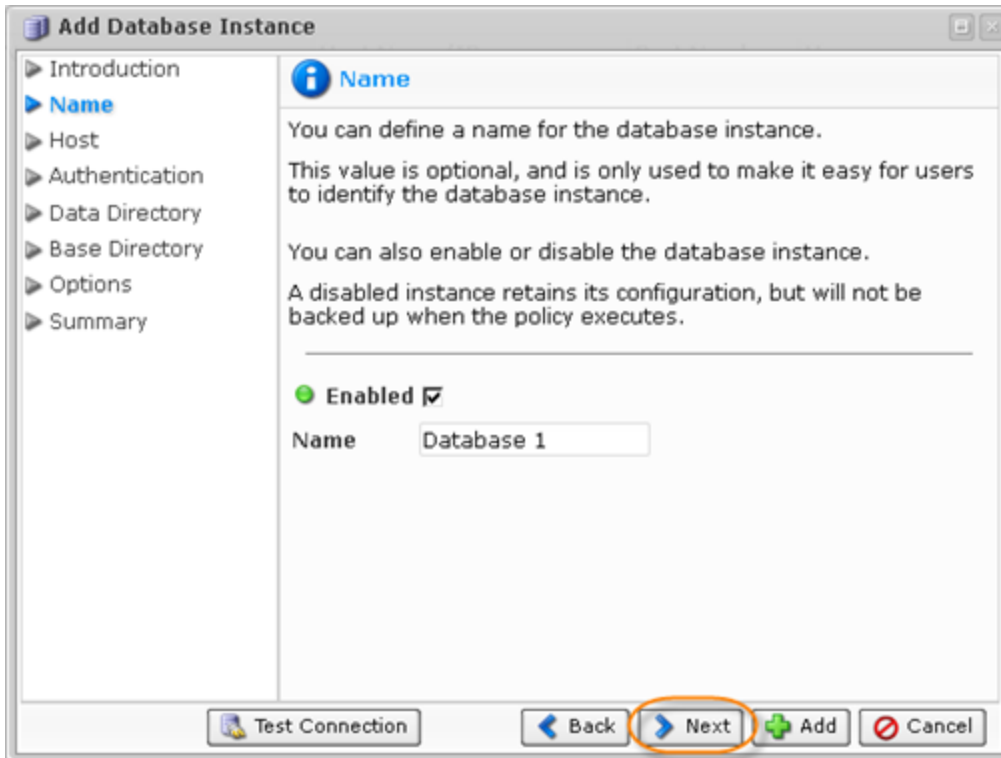 Add Database Instance
Introduction
Name
Host
Authentication
Data Directory
Base Directory
Options
Summary
Name
You can define a name for the database instance.
This value is optional, and is only used to make it easy for users
to identify the database instance.
You can also enable or disable the database instance.
A disabled instance retains its configuration, but will not be
backed up when the policy executes.
Enabled
Name Database 1
Test Connection Back Next Add Cancel